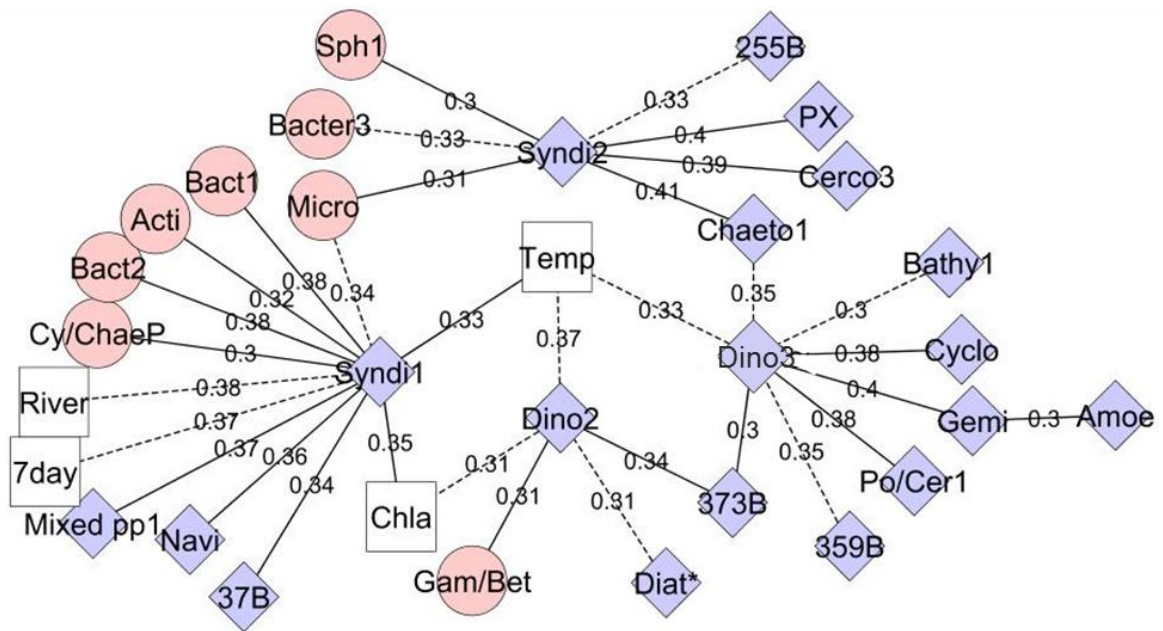 Sph1
255B
0.3
0.33
PX
Bacter3
0.33
0.4
Syndi2
0.39
Cerco3
Bact1
0.31
0.41
Micro
Acti
Chaeto1
Temp
Bact2
Bathy1
0.38
0.34
0.35
0.32
0.33
0.33
0.3
0.38
Cy/ChaeP
0.37
0.3
Dino3
0.38
Cyclo
Syndi1
River
0.38
0.4
0.37
Dino2
0.38
Gemi
0.3
Amoe
0.35
0.3
0.37
0.36
0.31
0.34
0.35
7day
0.34
0.31
0.31
Po/Cer1
373B
Chla
Mixed pp1
Navi
359B
Gam/Bet
Diat*
37B